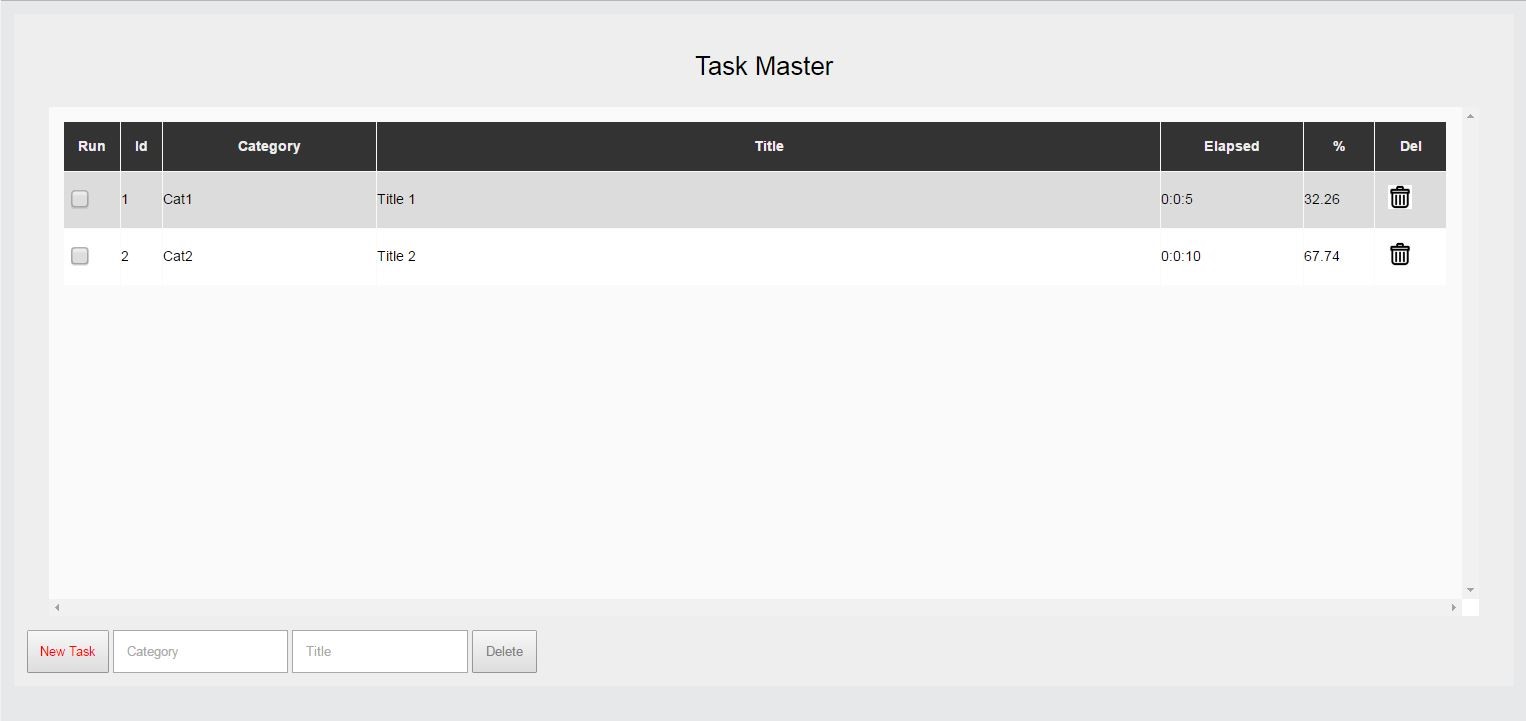 Task Master
Run Id Category Title Elapsed % Del
1 Cat1 Title 1 0:0:5 32.26
2 Cat2 Title 2 0:0:10 67.74
New Task Category Title Delete